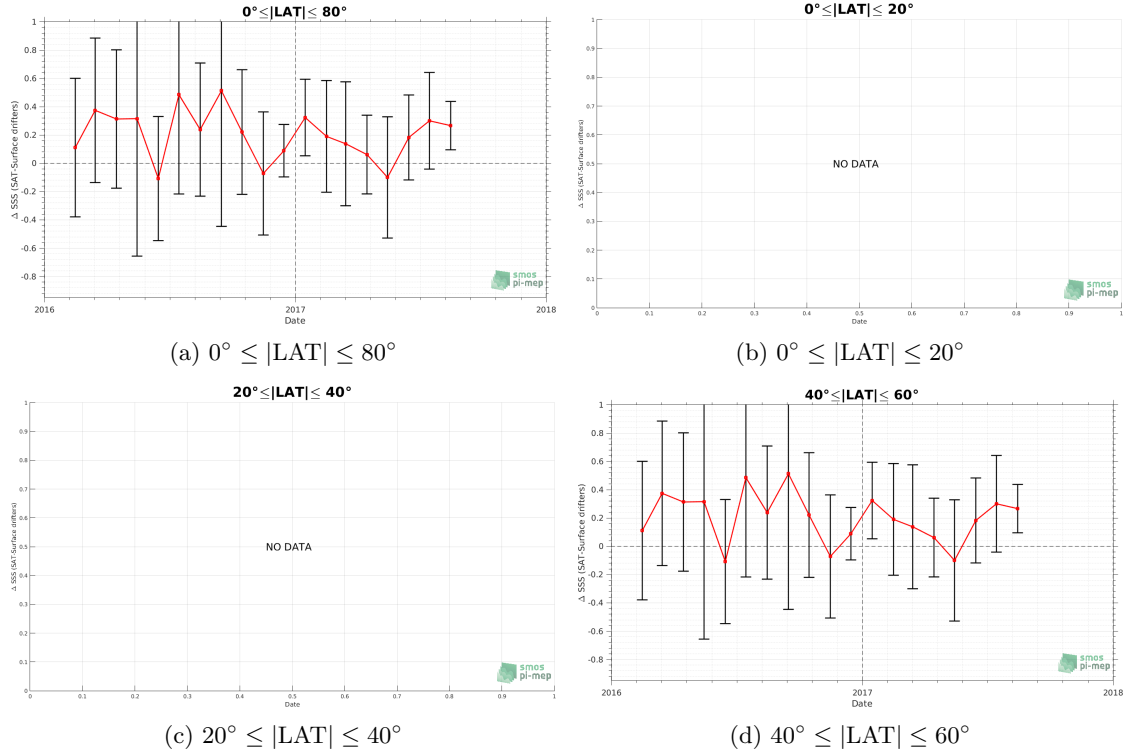 0°≤|LAT|≤ 80°
1
0.8
0.6
0.4
0.2
0
-0.2
-0.4
-0.6
-0.8
Δ SSS (SAT-Surface drifters)
2016
2017
2018
Date
smos
pi-mep
(a) 0° ≤ |LAT| ≤ 80°
0°≤|LAT|≤ 20°
1
0.9
0.8
0.7
0.6
0.5
0.4
0.3
0.2
0.1
0
Δ SSS (SAT-Surface drifters)
NO DATA
0
0.1
0.2
0.3
0.4
0.5
0.6
0.7
0.8
0.9
1
Date
smos
pi-mep
(b) 0° ≤ |LAT| ≤ 20°
20°≤|LAT|≤ 40°
1
0.9
0.8
0.7
0.6
0.5
0.4
0.3
0.2
0.1
0
Δ SSS (SAT-Surface drifters)
NO DATA
0
0.1
0.2
0.3
0.4
0.5
0.6
0.7
0.8
0.9
1
Date
smos
pi-mep
(c) 20° ≤ |LAT| ≤ 40°
40°≤|LAT|≤ 60°
1
0.8
0.6
0.4
0.2
0
-0.2
-0.4
-0.6
-0.8
Δ SSS (SAT-Surface drifters)
2016
2017
2018
Date
smos
pi-mep
(d) 40° ≤ |LAT| ≤ 60°